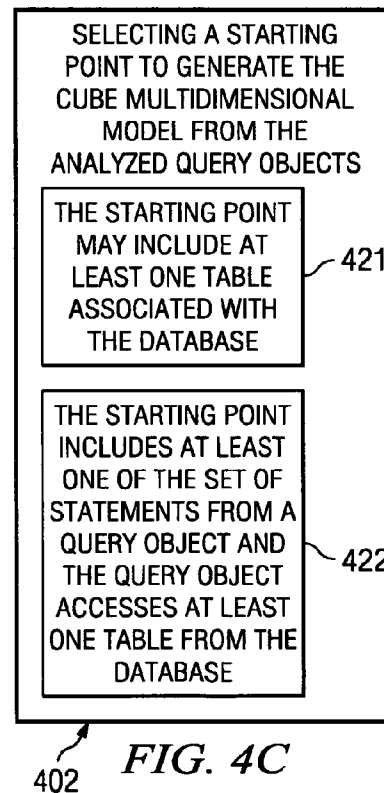 SELECTING A STARTING
POINT TO GENERATE THE
CUBE MULTIDIMENSIONAL
MODEL FROM THE
ANALYZED QUERY OBJECTS
THE STARTING POINT
MAY INCLUDE AT
LEAST ONE TABLE
ASSOCIATED WITH
THE DATABASE
421
THE STARTING POINT
INCLUDES AT LEAST
ONE OF THE SET OF
STATEMENTS FROM A
QUERY OBJECT AND
THE QUERY OBJECT
ACCESSES AT LEAST
ONE TABLE FROM THE
DATABASE
422
402
FIG. 4C